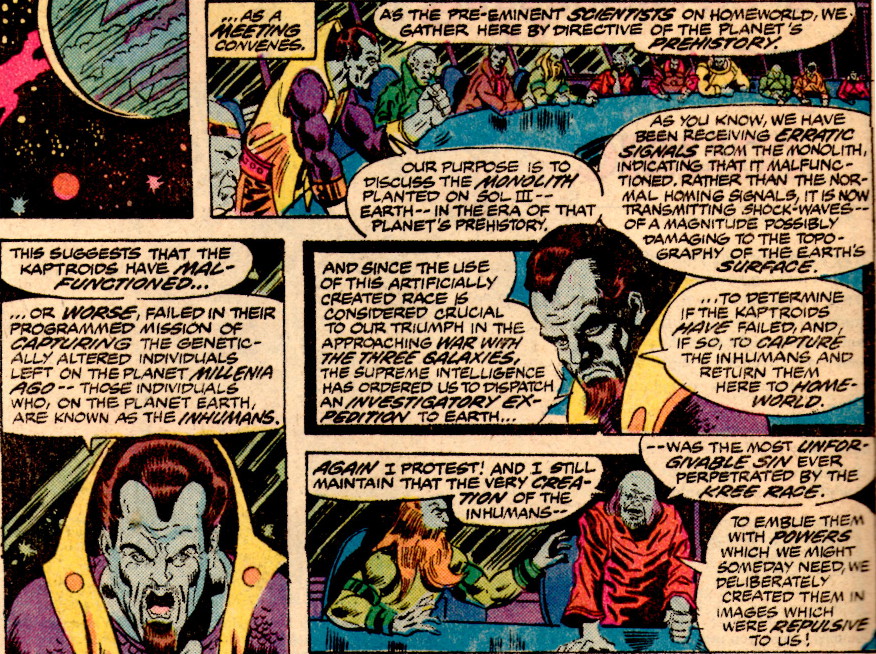 ...AS A
MEETING
CONVENES.
AS THE PRE-EMINENT SCIENTISTS ON HOMEWORLD, WE
GATHER HERE BY DIRECTIVE OF THE PLANET'S
PREHISTORY.
OUR PURPOSE IS TO
DISCUSS THE MONOLITH
PLANTED ON SOL III--
EARTH-- IN THE ERA OF THAT
PLANET'S PREHISTORY.
AS YOU KNOW, WE HAVE
BEEN RECEIVING ERRATIC
SIGNALS FROM THE MONOLITH,
INDICATING THAT IT MALFUNC-
TIONED. RATHER THAN THE NOR-
MAL HOMING SIGNALS, IT IS NOW
TRANSMITTING SHOCK-WAVES--
OF A MAGNITUDE POSSIBLY
DAMAGING TO THE TOPO-
GRAPHY OF THE EARTH'S
SURFACE.
THIS SUGGESTS THAT THE
KAPTROIDS HAVE MAL-
FUNCTIONED...
...OR WORSE, FAILED IN THEIR
PROGRAMMED MISSION OF
CAPTURING THE GENETIC-
ALLY ALTERED INDIVIDUALS
LEFT ON THE PLANET MILLENIA
AGO-- THOSE INDIVIDUALS
WHO, ON THE PLANET EARTH,
ARE KNOWN AS THE INHUMANS.
AND SINCE THE USE
OF THIS ARTIFICIALLY
CREATED RACE IS
CONSIDERED CRUCIAL
TO OUR TRIUMPH IN THE
APPROACHING WAR WITH
THE THREE GALAXIES,
THE SUPREME INTELLIGENCE
HAS ORDERED US TO DISPATCH
AN INVESTIGATORY EX-
PEDITION TO EARTH...
...TO DETERMINE
IF THE KAPTROIDS
HAVE FAILED, AND,
IF SO, TO CAPTURE
THE INHUMANS AND
RETURN THEM
HERE TO HOME-
WORLD.
AGAIN I PROTEST! AND I STILL
MAINTAIN THAT THE VERY CREA-
TION OF THE
INHUMANS--
--WAS THE MOST UNFOR-
GIVABLE SIN EVER
PERPETRATED BY THE
KREE RACE.
TO EMBUE THEM
WITH POWERS
WHICH WE MIGHT
SOMEDAY NEED, WE
DELIBERATELY
CREATED THEM IN
IMAGES WHICH
WERE REPULSIVE
TO US!